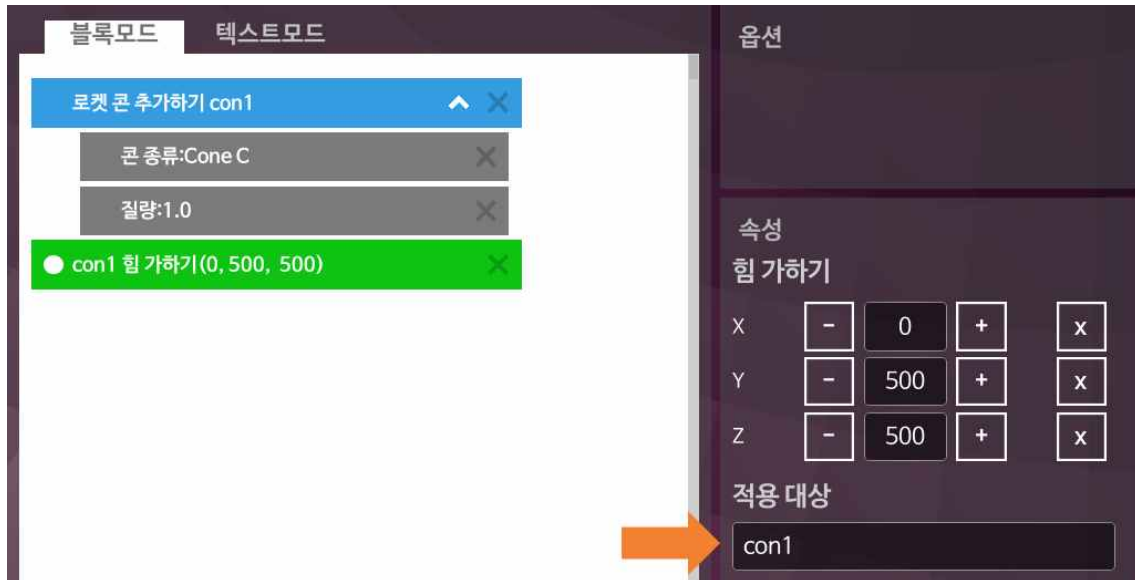 블록모드
텍스트모드
로켓 콘 추가하기 con1
콘 종류:Cone C
질량:1.0
con1 힘 가하기(0, 500, 500)
옵션
속성
힘 가하기
X - 0 + x
Y - 500 + x
Z - 500 + x
적용 대상
con1